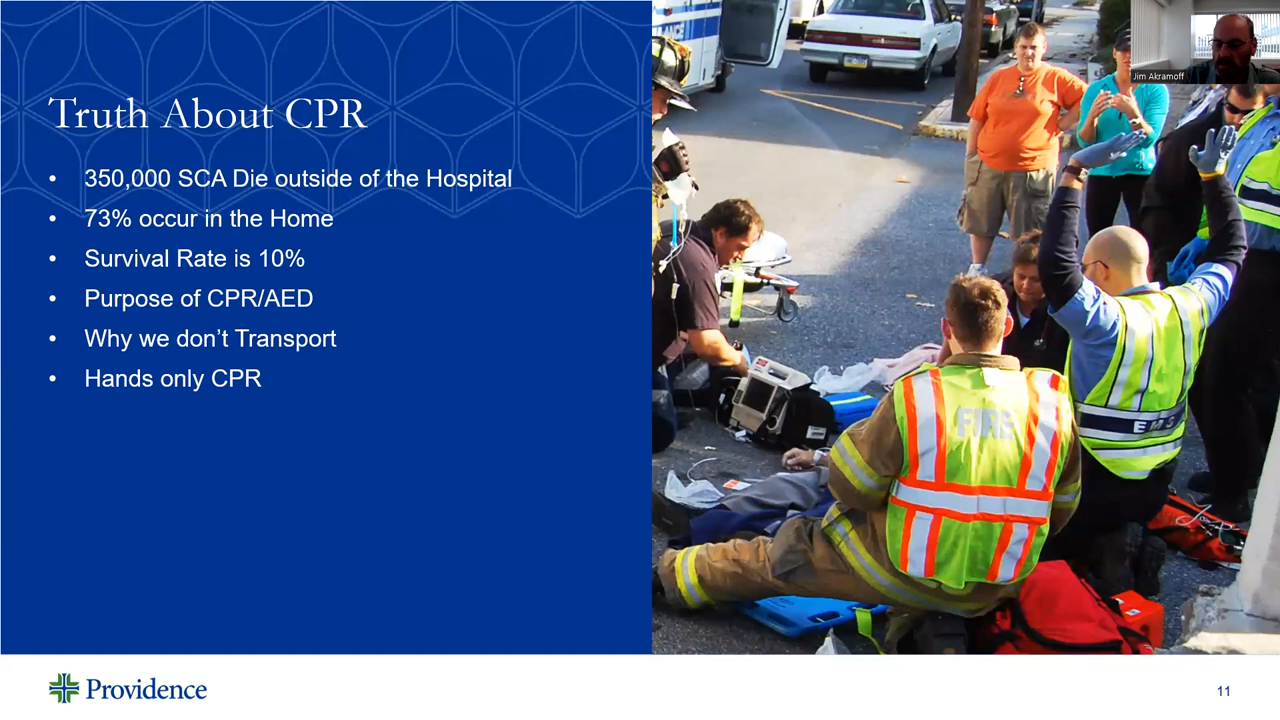 Truth About CPR
• 350,000 SCA Die outside of the Hospital
• 73% occur in the Home
• Survival Rate is 10%
• Purpose of CPR/AED
• Why we don’t Transport
• Hands only CPR
Jim Akramoff
FIRE
EMS
Providence
11